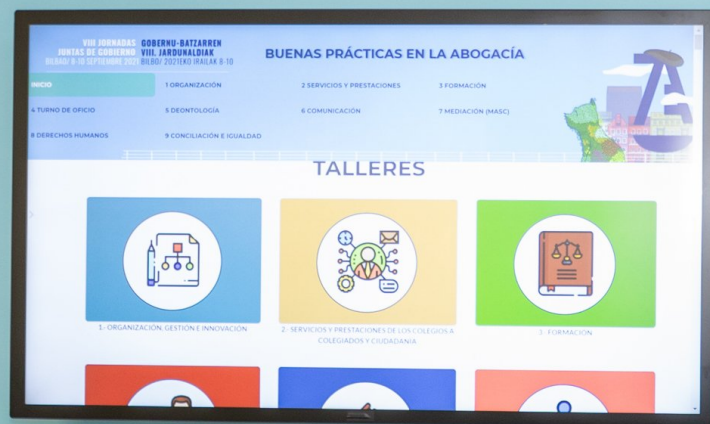 VIII JORNADAS GOBERNU-BATZARREN
JUNTAS DE GOBIERNO VIII. JARDUNALDIAK
BILBAO/ 8-10 SEPTIEMBRE 2021 BILBO/ 2021EKO IRAILAK 8-10
BUENAS PRÁCTICAS EN LA ABOGACÍA
INICIO
1 ORGANIZACIÓN
2 SERVICIOS Y PRESTACIONES
3 FORMACIÓN
4 TURNO DE OFICIO
5 DEONTOLOGÍA
6 COMUNICACIÓN
7 MEDIACIÓN (MASC)
8 DERECHOS HUMANOS
9 CONCILIACIÓN E IGUALDAD
TALLERES
1.- ORGANIZACIÓN, GESTIÓN E INNOVACIÓN
2.- SERVICIOS Y PRESTACIONES DE LOS COLEGIOS A
COLEGIADOS Y CIUDADANÍA
3.- FORMACIÓN